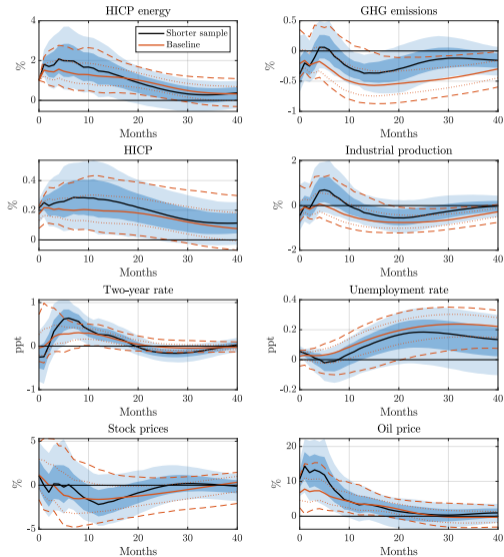 HICP energy
4
2
0
%
0 10 20 30 40
Months
Shorter sample
Baseline
GHG emissions
0.5
0
-0.5
-1
%
0 10 20 30 40
Months
HICP
0.4
0.2
0
%
0 10 20 30 40
Months
Industrial production
2
0
-2
%
0 10 20 30 40
Months
Two-year rate
1
0
-1
ppt
0 10 20 30 40
Months
Unemployment rate
0.4
0.2
0
-0.2
ppt
0 10 20 30 40
Months
Stock prices
5
0
-5
%
0 10 20 30 40
Months
Oil price
20
10
0
%
0 10 20 30 40
Months